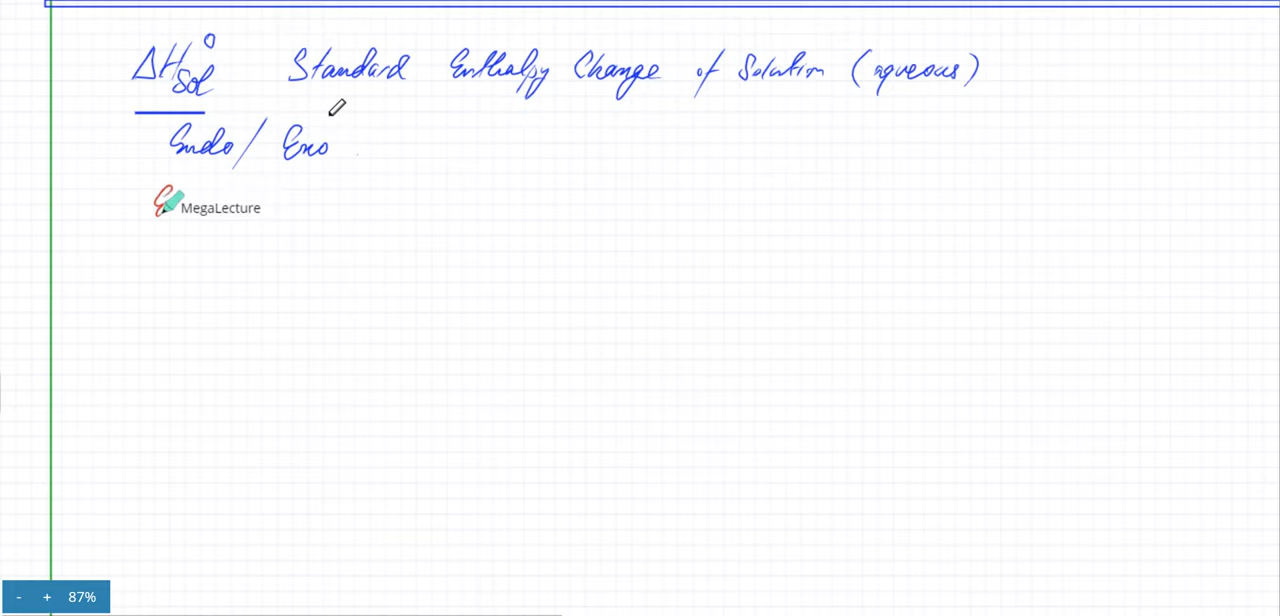 ΔH°sol Standard Enthalpy Change of Solution (aqueous)
Endo/ Exo
MegaLecture
- + 87%